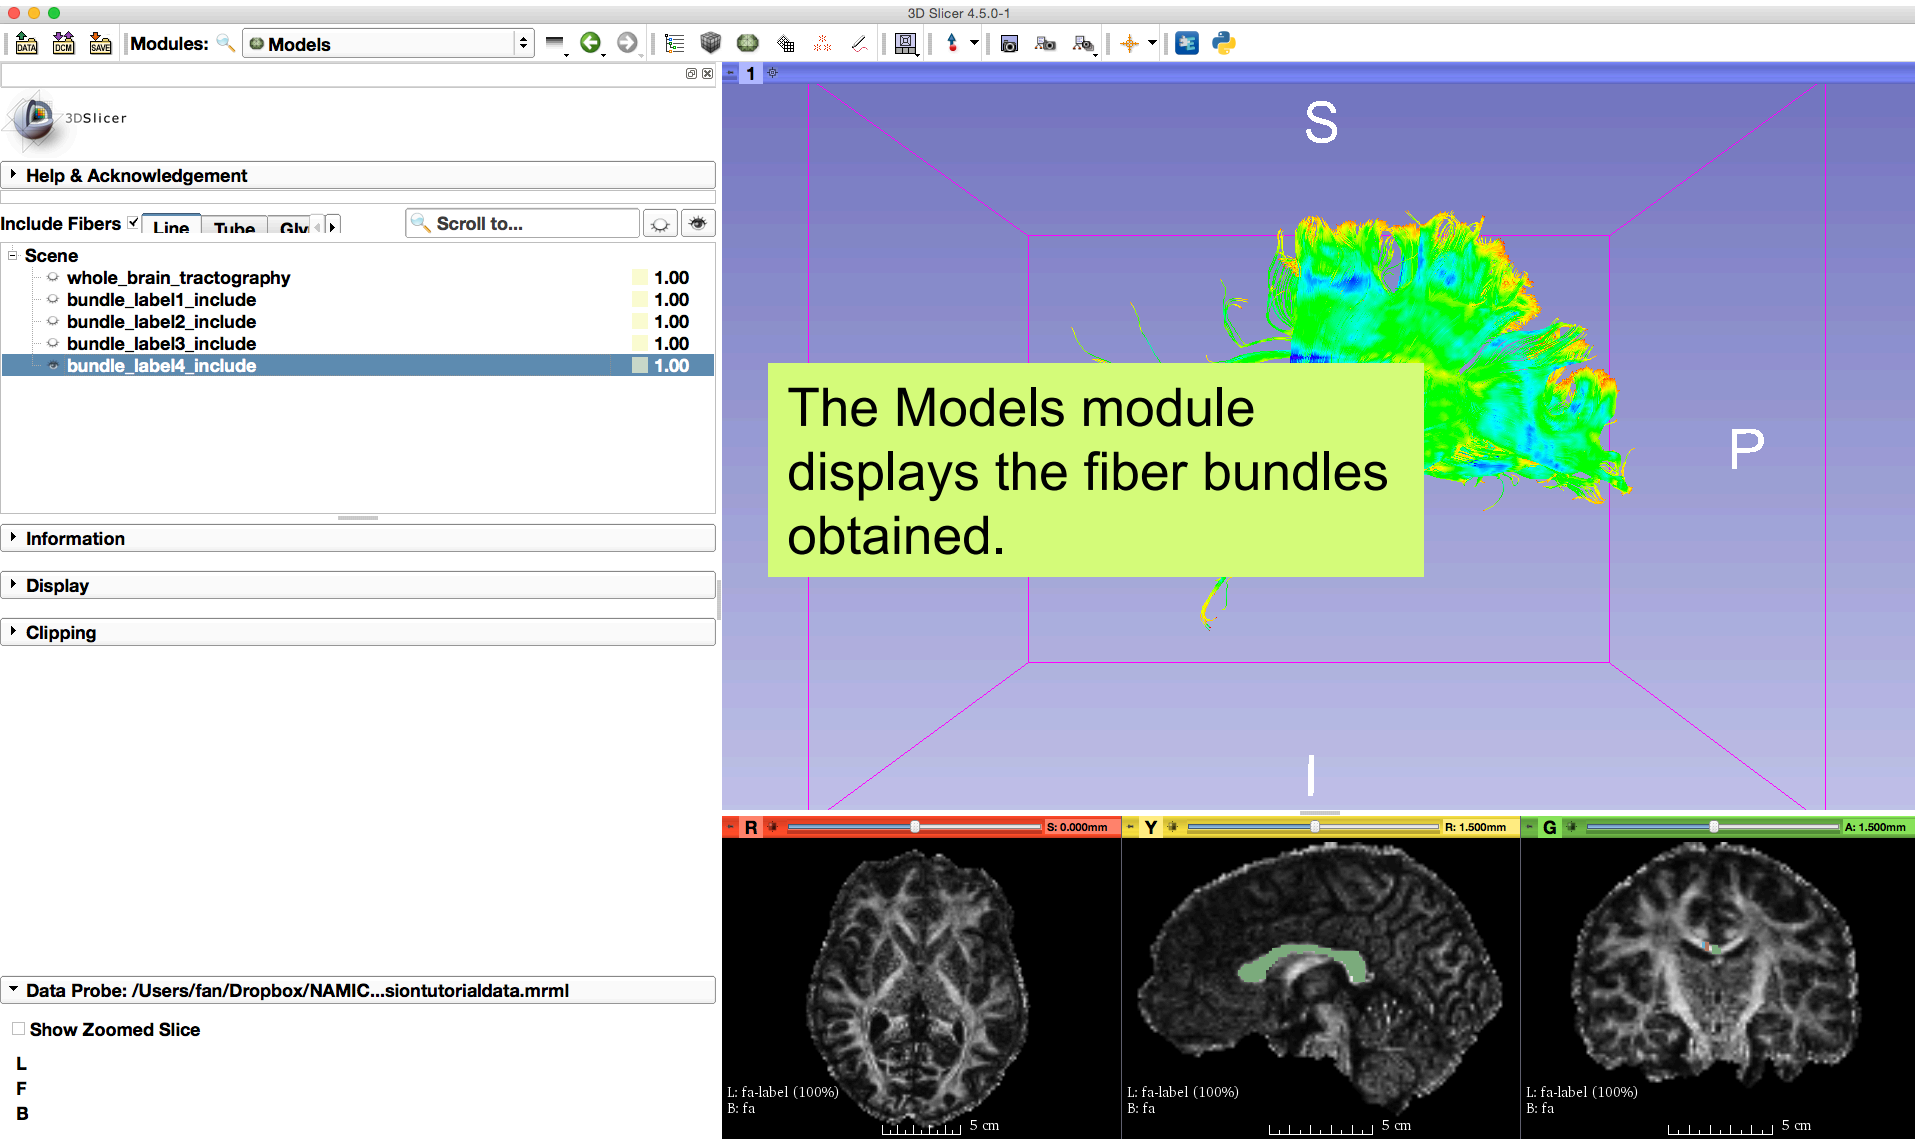 3D Slicer 4.5.0-1
DATA DCM SAVE Modules: Models
1
3DSlicer
Help & Acknowledgement
Include Fibers Line Tube Gly Scroll to...
Scene
whole_brain_tractography 1.00
bundle_label1_include 1.00
bundle_label2_include 1.00
bundle_label3_include 1.00
bundle_label4_include 1.00
Information
Display
Clipping
Data Probe: /Users/fan/Dropbox/NAMIC...siontutorialdata.mrml
Show Zoomed Slice
L
F
B
S
The Models module
displays the fiber bundles
obtained.
P
I
R S: 0.000mm
Y R: 1.500mm
G A: 1.500mm
L: fa-label (100%)
B: fa
5 cm
L: fa-label (100%)
B: fa
5 cm
L: fa-label (100%)
B: fa
5 cm